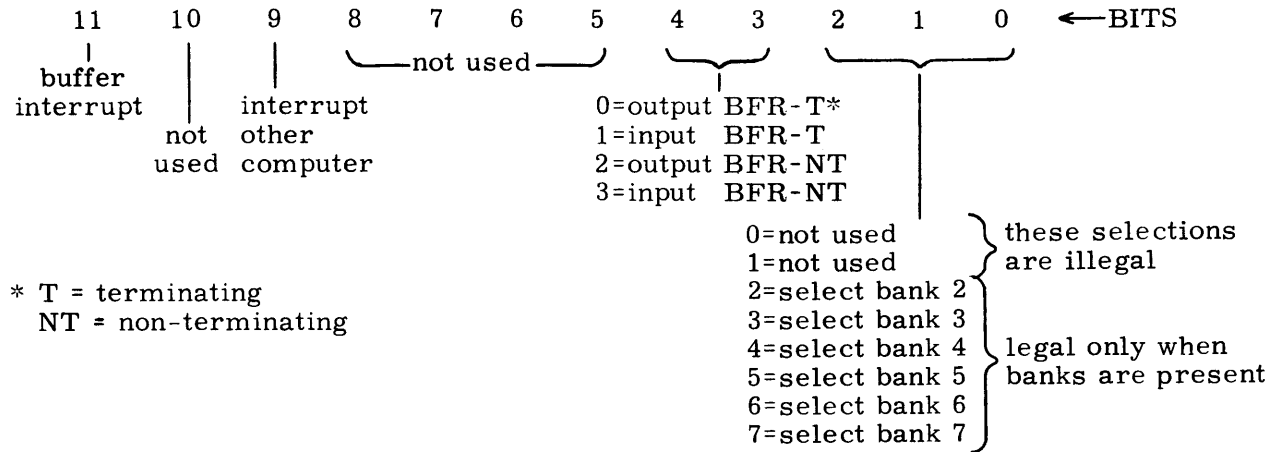 11 10 9 8 7 6 5 4 3 2 1 0 ←BITS
buffer
interrupt
not
used
interrupt
other
computer
not used
0=output BFR-T*
1=input BFR-T
2=output BFR-NT
3=input BFR-NT
0=not used
1=not used
these selections
are illegal
2=select bank 2
3=select bank 3
4=select bank 4
5=select bank 5
6=select bank 6
7=select bank 7
legal only when
banks are present
* T = terminating
NT = non-terminating